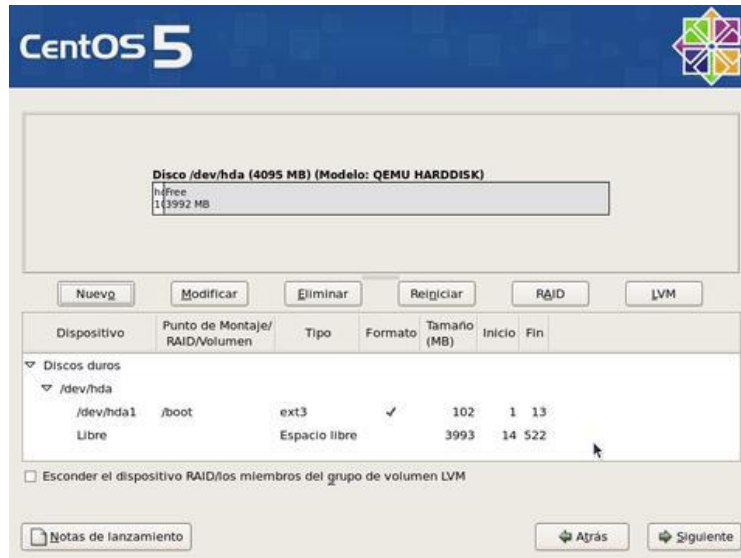 CentOS 5
Disco /dev/hda (4095 MB) (Modelo: QEMU HARDDISK)
Free
3992 MB
Nuevo
Modificar
Eliminar
Reiniciar
RAID
LVM
Dispositivo
Punto de Montaje/
RAID/Volumen
Tipo
Formato
Tamaño
(MB)
Inicio
Fin
Discos duros
/dev/hda
/dev/hda1 /boot ext3 102 1 13
Libre Espacio libre 3993 14 522
Esconder el dispositivo RAID/los miembros del grupo de volumen LVM
Notas de lanzamiento
Atrás
Siguiente